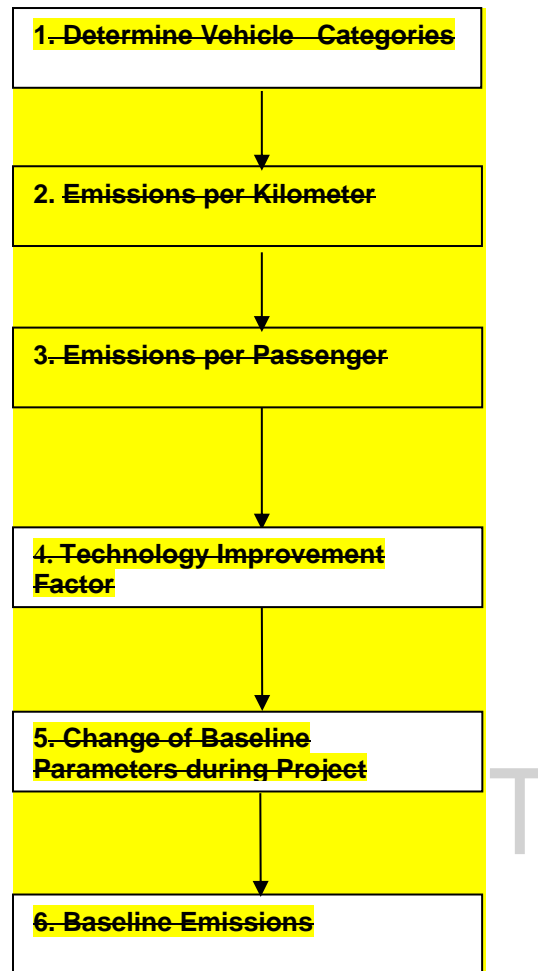 1. Determine Vehicle Categories
2. Emissions per Kilometer
3. Emissions per Passenger
4. Technology Improvement
Factor
5. Change of Baseline
Parameters during Project
T
6. Baseline Emissions